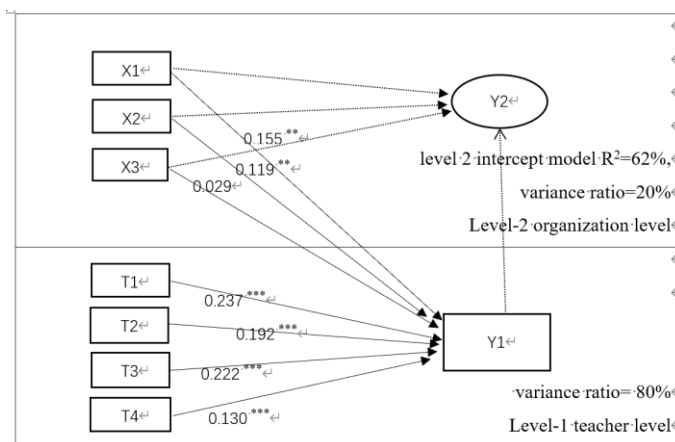 X1↵
X2↵
X3↵
Y2↵
0.155 **↵
0.119 **↵
0.029
level·2·intercept·model·R²=62%,
variance·ratio=20%↵
Level-2·organization·level↵
T1↵
T2↵
T3↵
T4↵
0.237 ***↵
0.192 ***↵
0.222 ***↵
0.130 ***↵
Y1↵
·variance·ratio=·80%↵
Level-1·teacher·level↵